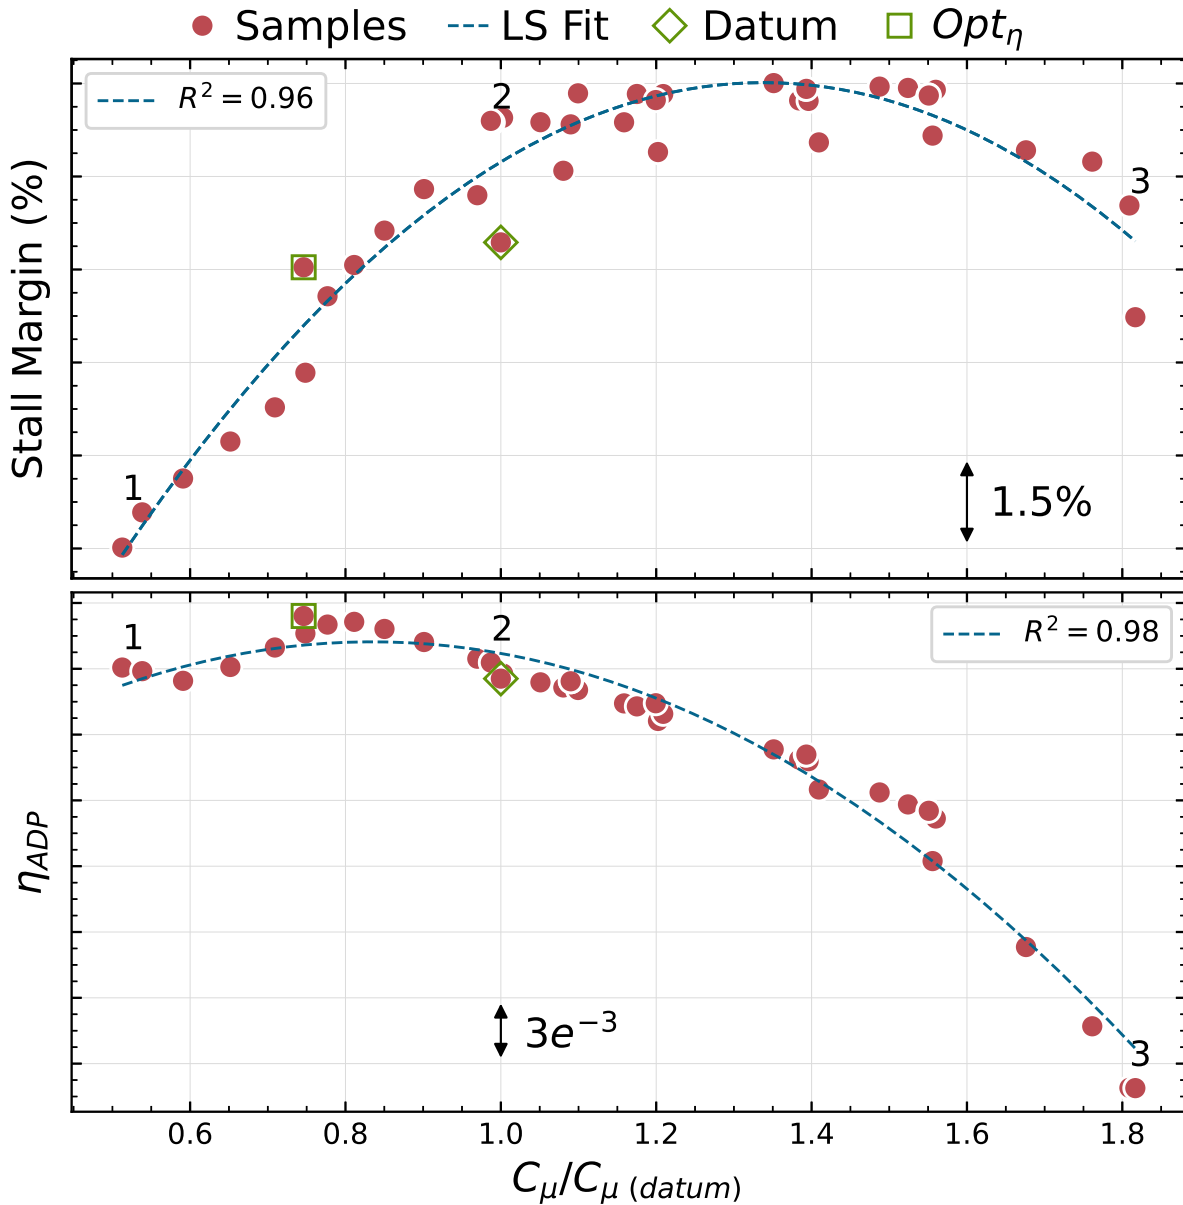 Samples LS Fit Datum Opt_η
R² = 0.96
2
3
1
1.5%
Stall Margin (%)
R² = 0.98
1
2
3e⁻³
3
η_ADP
0.6 0.8 1.0 1.2 1.4 1.6 1.8
C_μ/C_μ (datum)